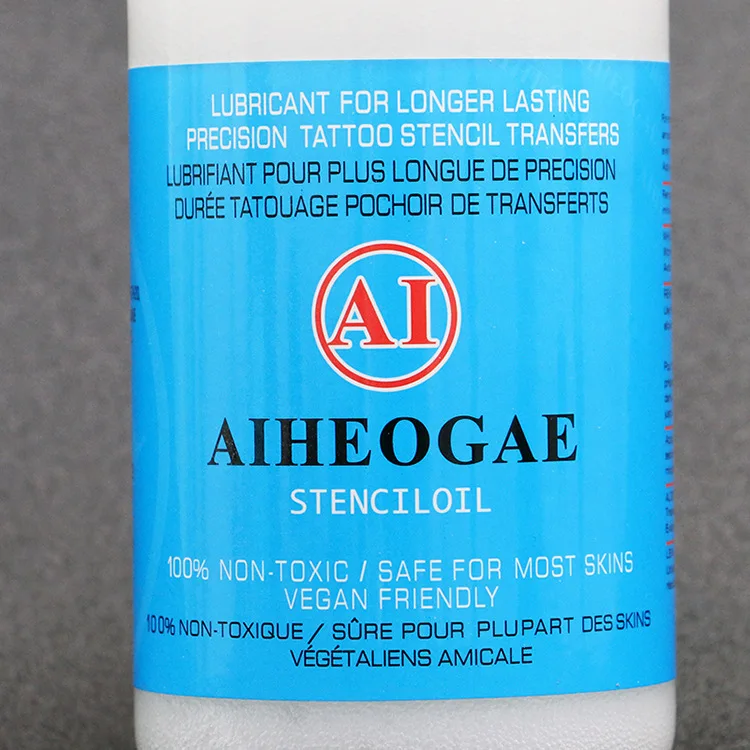 LUBRICANT FOR LONGER LASTING
PRECISION TATTOO STENCIL TRANSFERS
LUBRIFIANT POUR PLUS LONGUE DE PRECISION
DURÉE TATOUAGE POCHOIR DE TRANSFERTS
AI
AIHEOGAE
STENCILOIL
100% NON-TOXIC / SAFE FOR MOST SKINS
VEGAN FRIENDLY
100% NON-TOXIQUE / SÛRE POUR PLUPART DES SKINS
VÉGÉTALIENS AMICALE